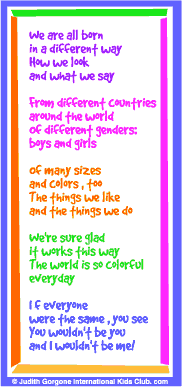 We are all born
in a different way
How we look
and what we say
From different countries
around the world
of different genders:
boys and girls
Of many sizes
and colors , too
The things we like
and the things we do
We're sure glad
it works this way
The world is so colorful
everyday
If everyone
were the same , you see
You wouldn't be you
and I wouldn't be me!
© Judith Gorgone International Kids Club. com